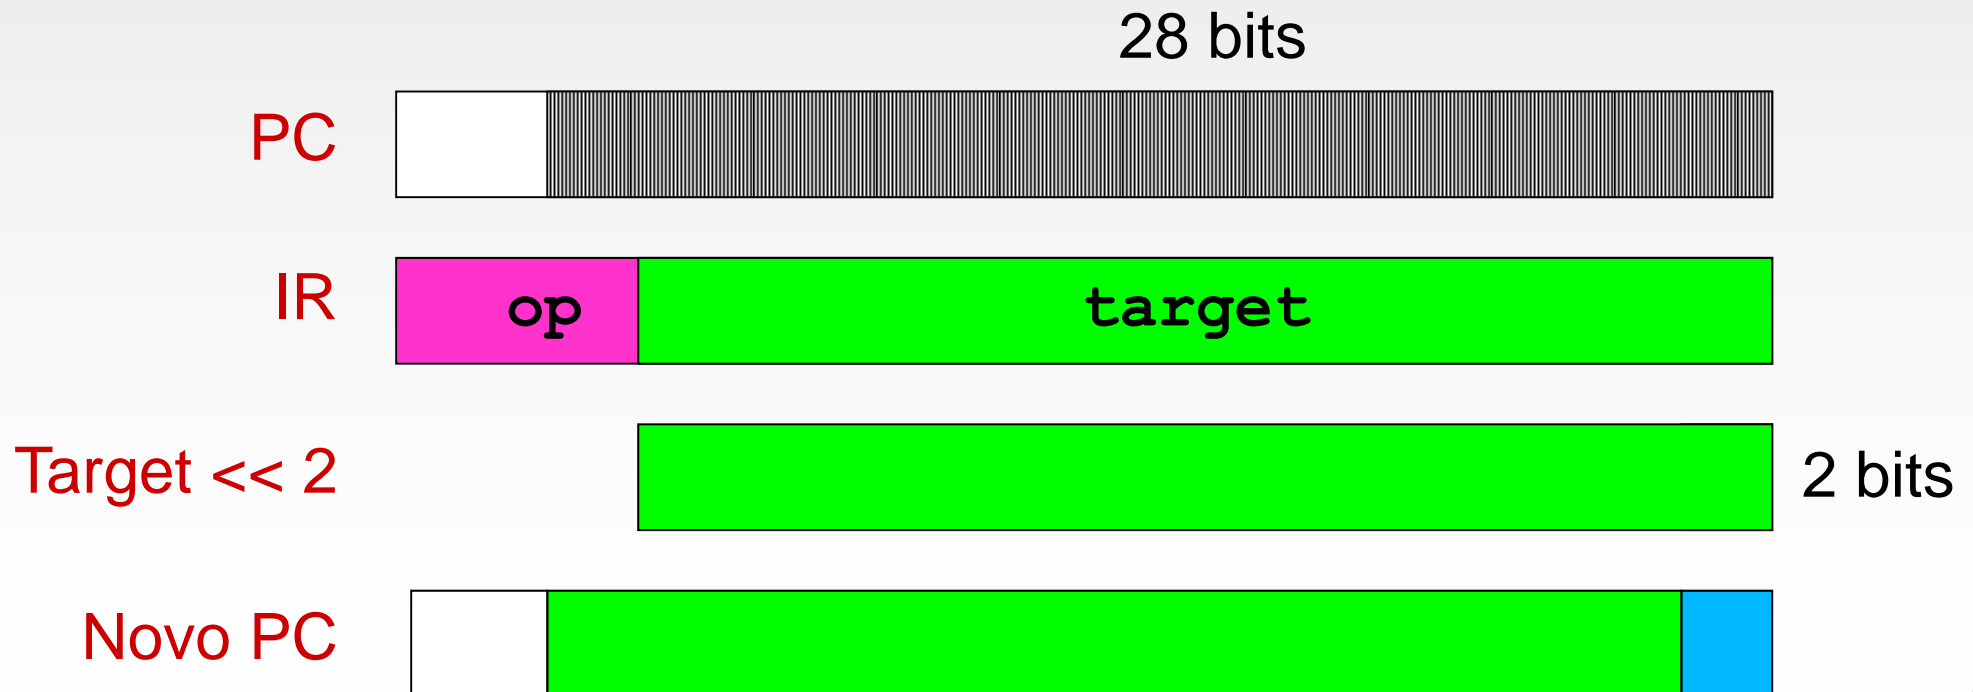 28 bits
PC
IR
op
target
Target << 2
2 bits
Novo PC